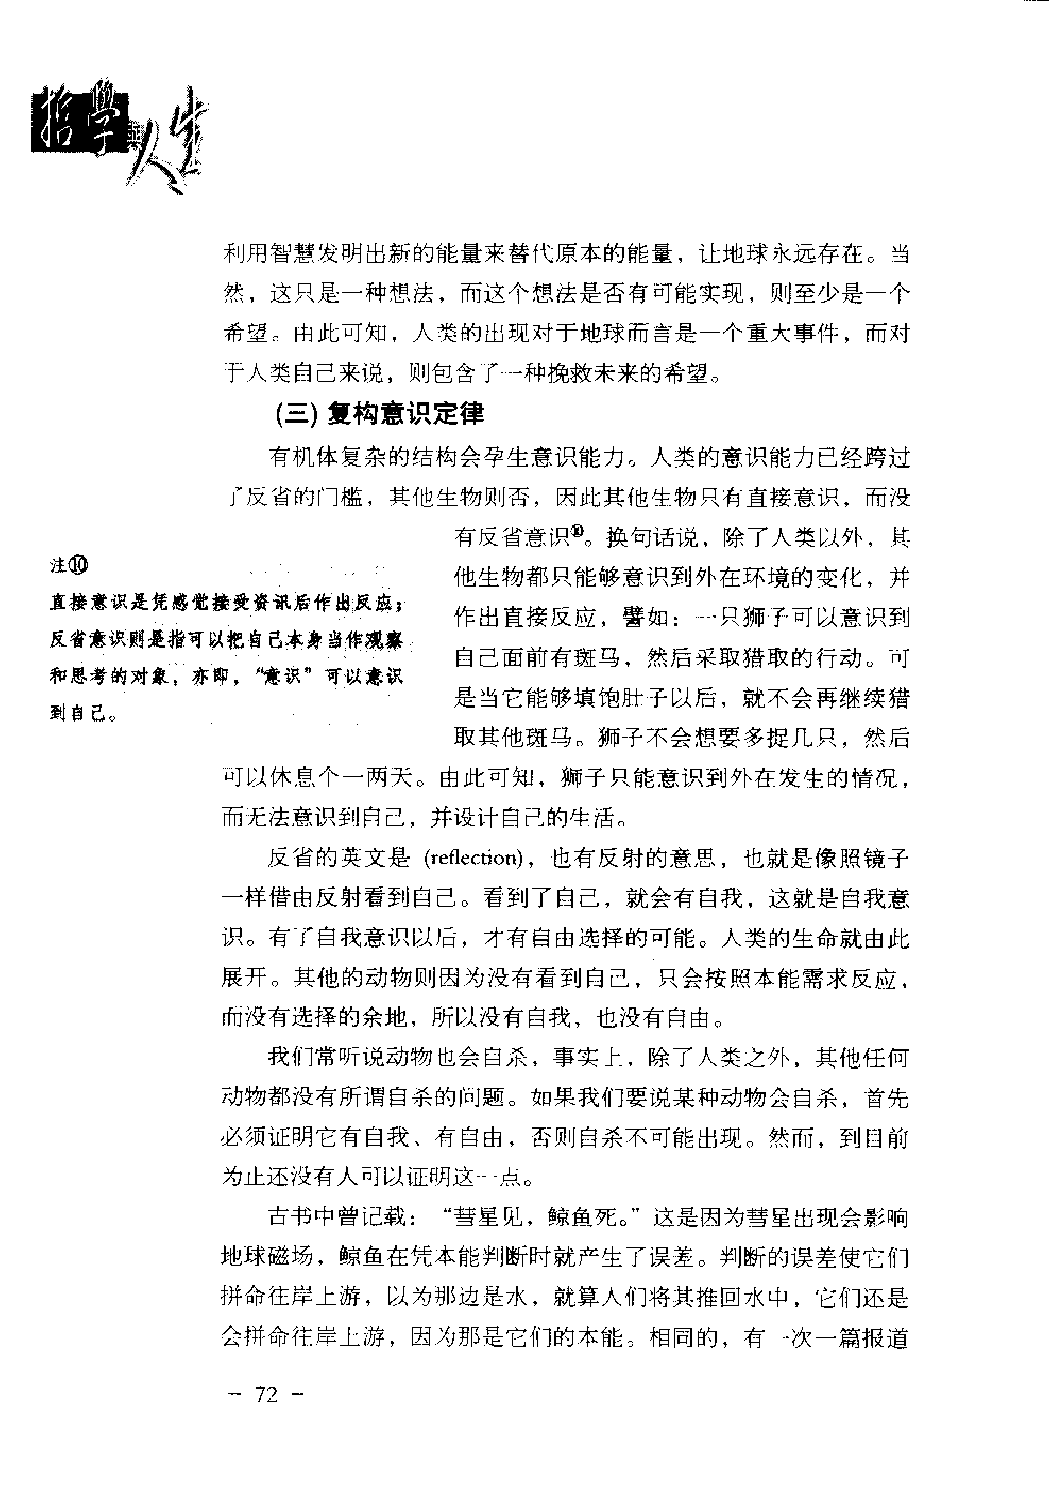 哲學與人生
利用智慧发明出新的能量来替代原本的能量，让地球永远存在。当
然，这只是一种想法，而这个想法是否有可能实现，则至少是一个
希望。由此可知，人类的出现对于地球而言是一个重大事件，而对
于人类自己来说，则包含了一种挽救未来的希望。
(三) 复构意识定律
有机体复杂的结构会孕生意识能力。人类的意识能力已经跨过
了反省的门槛，其他生物则否，因此其他生物只有直接意识，而没
有反省意识⑩。换句话说，除了人类以外，其
他生物都只能够意识到外在环境的变化，并
作出直接反应，譬如：一只狮子可以意识到
自己面前有斑马，然后采取猎取的行动。可
是当它能够填饱肚子以后，就不会再继续猎
取其他斑马。狮子不会想要多捉几只，然后
可以休息个一两天。由此可知，狮子只能意识到外在发生的情况，
而无法意识到自己，并设计自己的生活。
注⑩
直接意识是凭感觉接受资讯后作出反应；
反省意识则是指可以把自己本身当作观察
和思考的对象，亦即，“意识”可以意识
到自己。
反省的英文是 (reflection)，也有反射的意思，也就是像照镜子
一样借由反射看到自己。看到了自己，就会有自我，这就是自我意
识。有了自我意识以后，才有自由选择的可能。人类的生命就由此
展开。其他的动物则因为没有看到自己，只会按照本能需求反应，
而没有选择的余地，所以没有自我，也没有自由。
我们常听说动物也会自杀，事实上，除了人类之外，其他任何
动物都没有所谓自杀的问题。如果我们要说某种动物会自杀，首先
必须证明它有自我、有自由，否则自杀不可能出现。然而，到目前
为止还没有人可以证明这一点。
古书中曾记载：“彗星见，鲸鱼死。”这是因为彗星出现会影响
地球磁场，鲸鱼在凭本能判断时就产生了误差。判断的误差使它们
拼命往岸上游，以为那边是水，就算人们将其推回水中，它们还是
会拼命往岸上游，因为那是它们的本能。相同的，有一次一篇报道
- 72 -